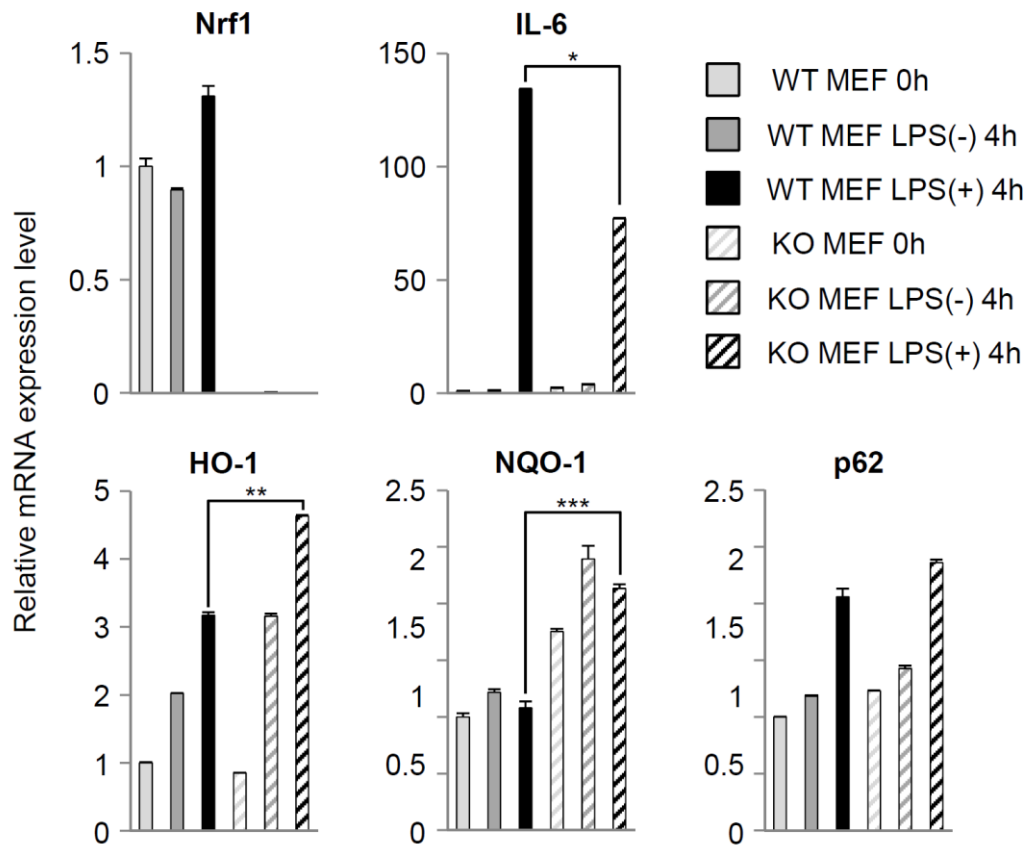 Nrf1
1.5
1
0.5
0
IL-6
150
100
50
0
*
WT MEF 0h
WT MEF LPS(-) 4h
WT MEF LPS(+) 4h
KO MEF 0h
KO MEF LPS(-) 4h
KO MEF LPS(+) 4h
Relative mRNA expression level
HO-1
5
4
3
2
1
0
**
NQO-1
2.5
2
1.5
1
0.5
0
***
p62
2.5
2
1.5
1
0.5
0